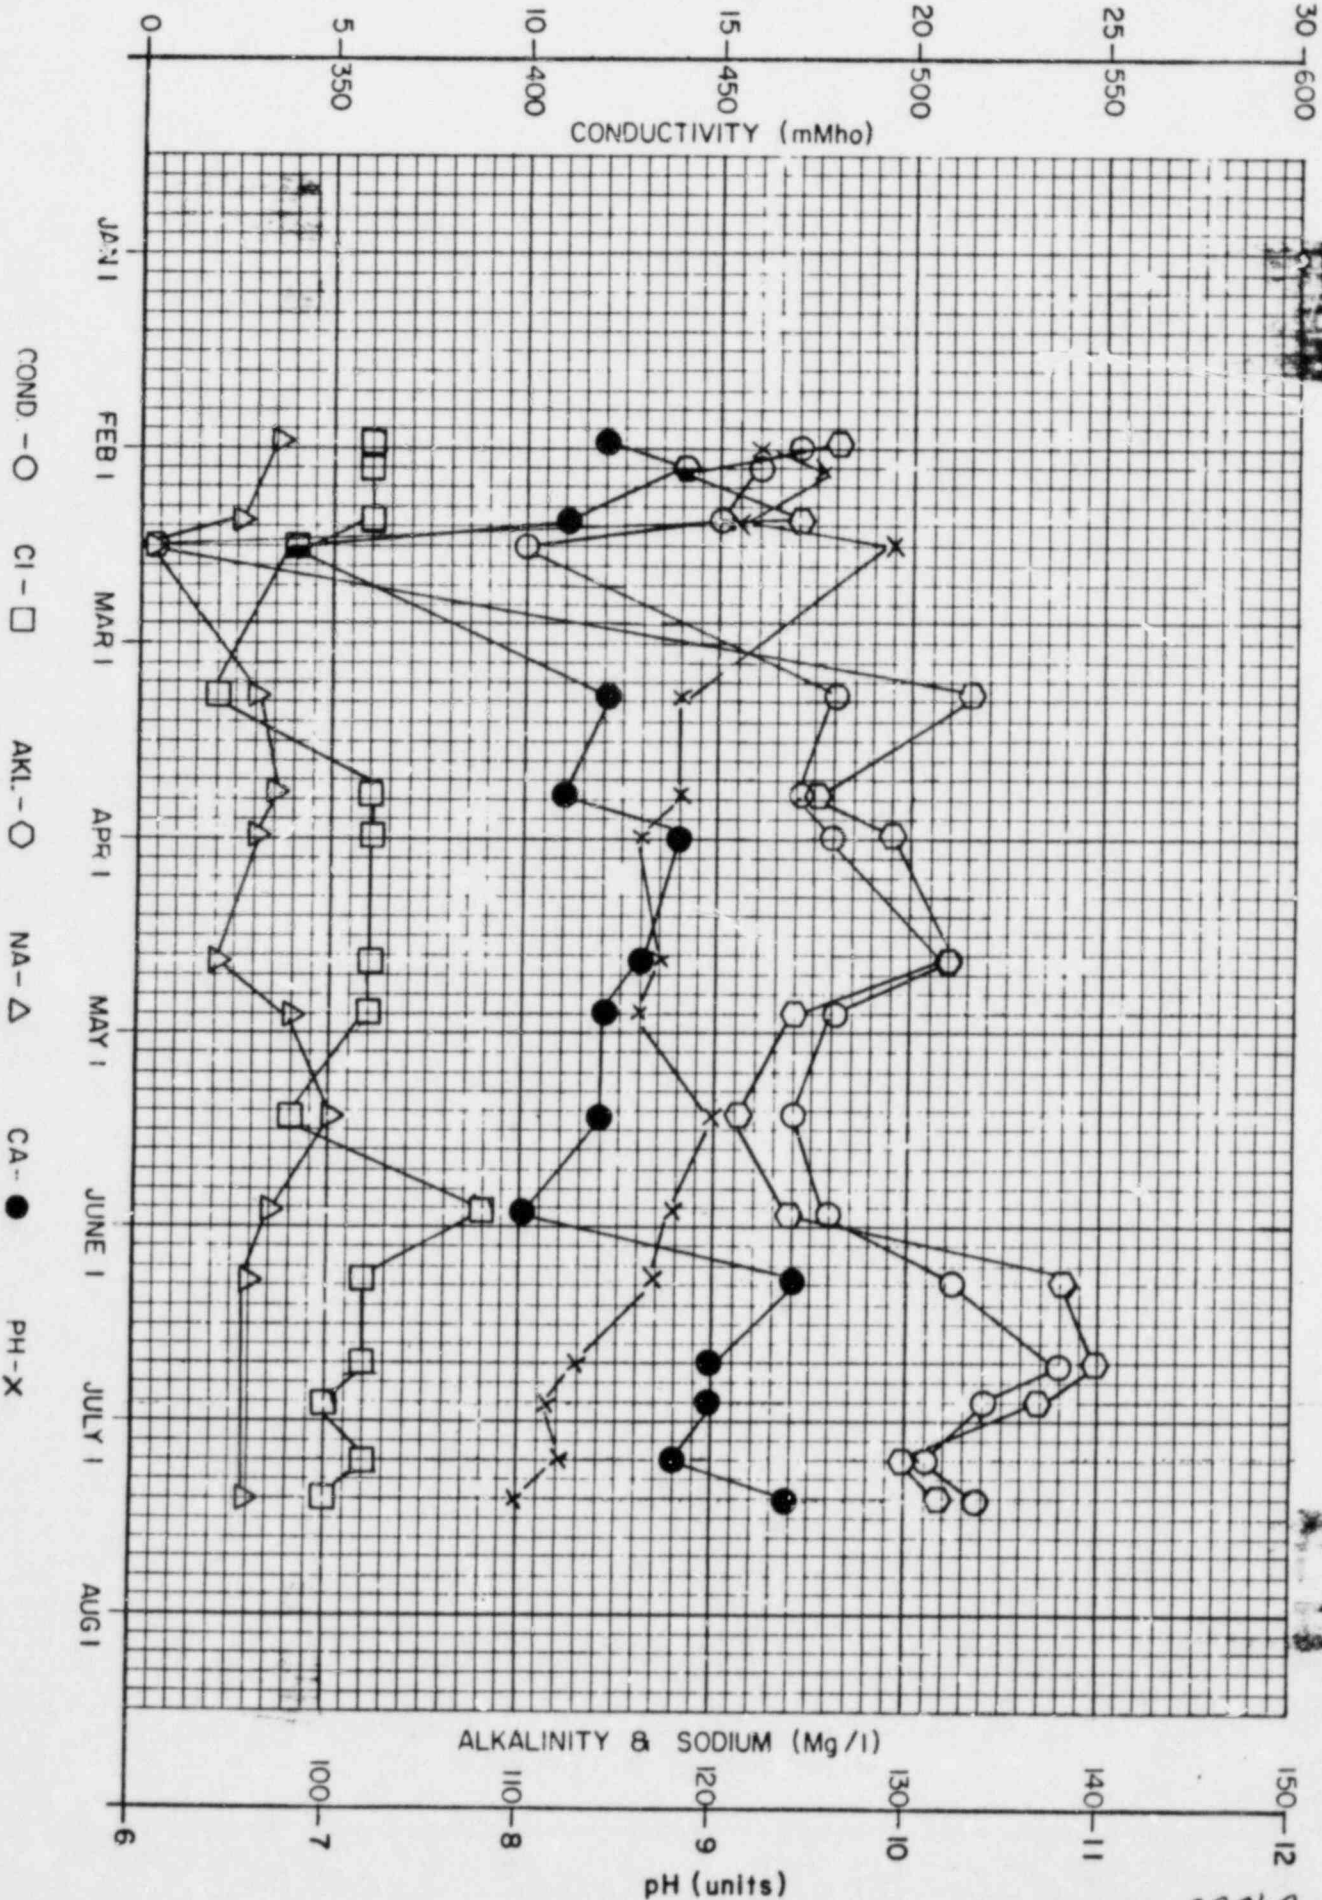 0 5 10 15 20 25 30
350 400 450 500 550 600
CONDUCTIVITY (mMho)
JAN 1
FEB 1
MAR 1
APR 1
MAY 1
JUNE 1
JULY 1
AUG 1
COND. - ○ Cl - □ AKL. - ⬡ NA - △ CA - ● PH - X
ALKALINITY & SODIUM (Mg/l)
100 110 120 130 140 150
6 7 8 9 10 11 12
pH (units)